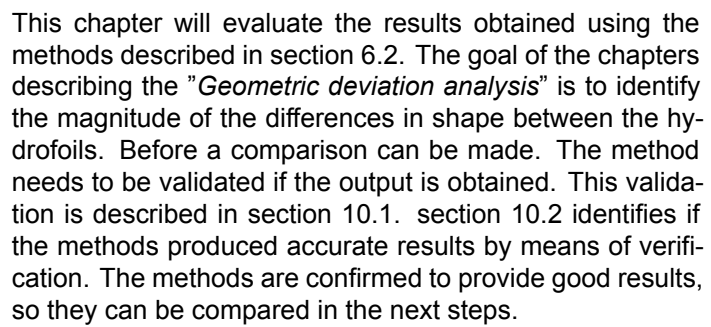 This chapter will evaluate the results obtained using the
methods described in section 6.2. The goal of the chapters
describing the ”Geometric deviation analysis” is to identify
the magnitude of the differences in shape between the hy-
drofoils. Before a comparison can be made. The method
needs to be validated if the output is obtained. This valida-
tion is described in section 10.1. section 10.2 identifies if
the methods produced accurate results by means of verifi-
cation. The methods are confirmed to provide good results,
so they can be compared in the next steps.